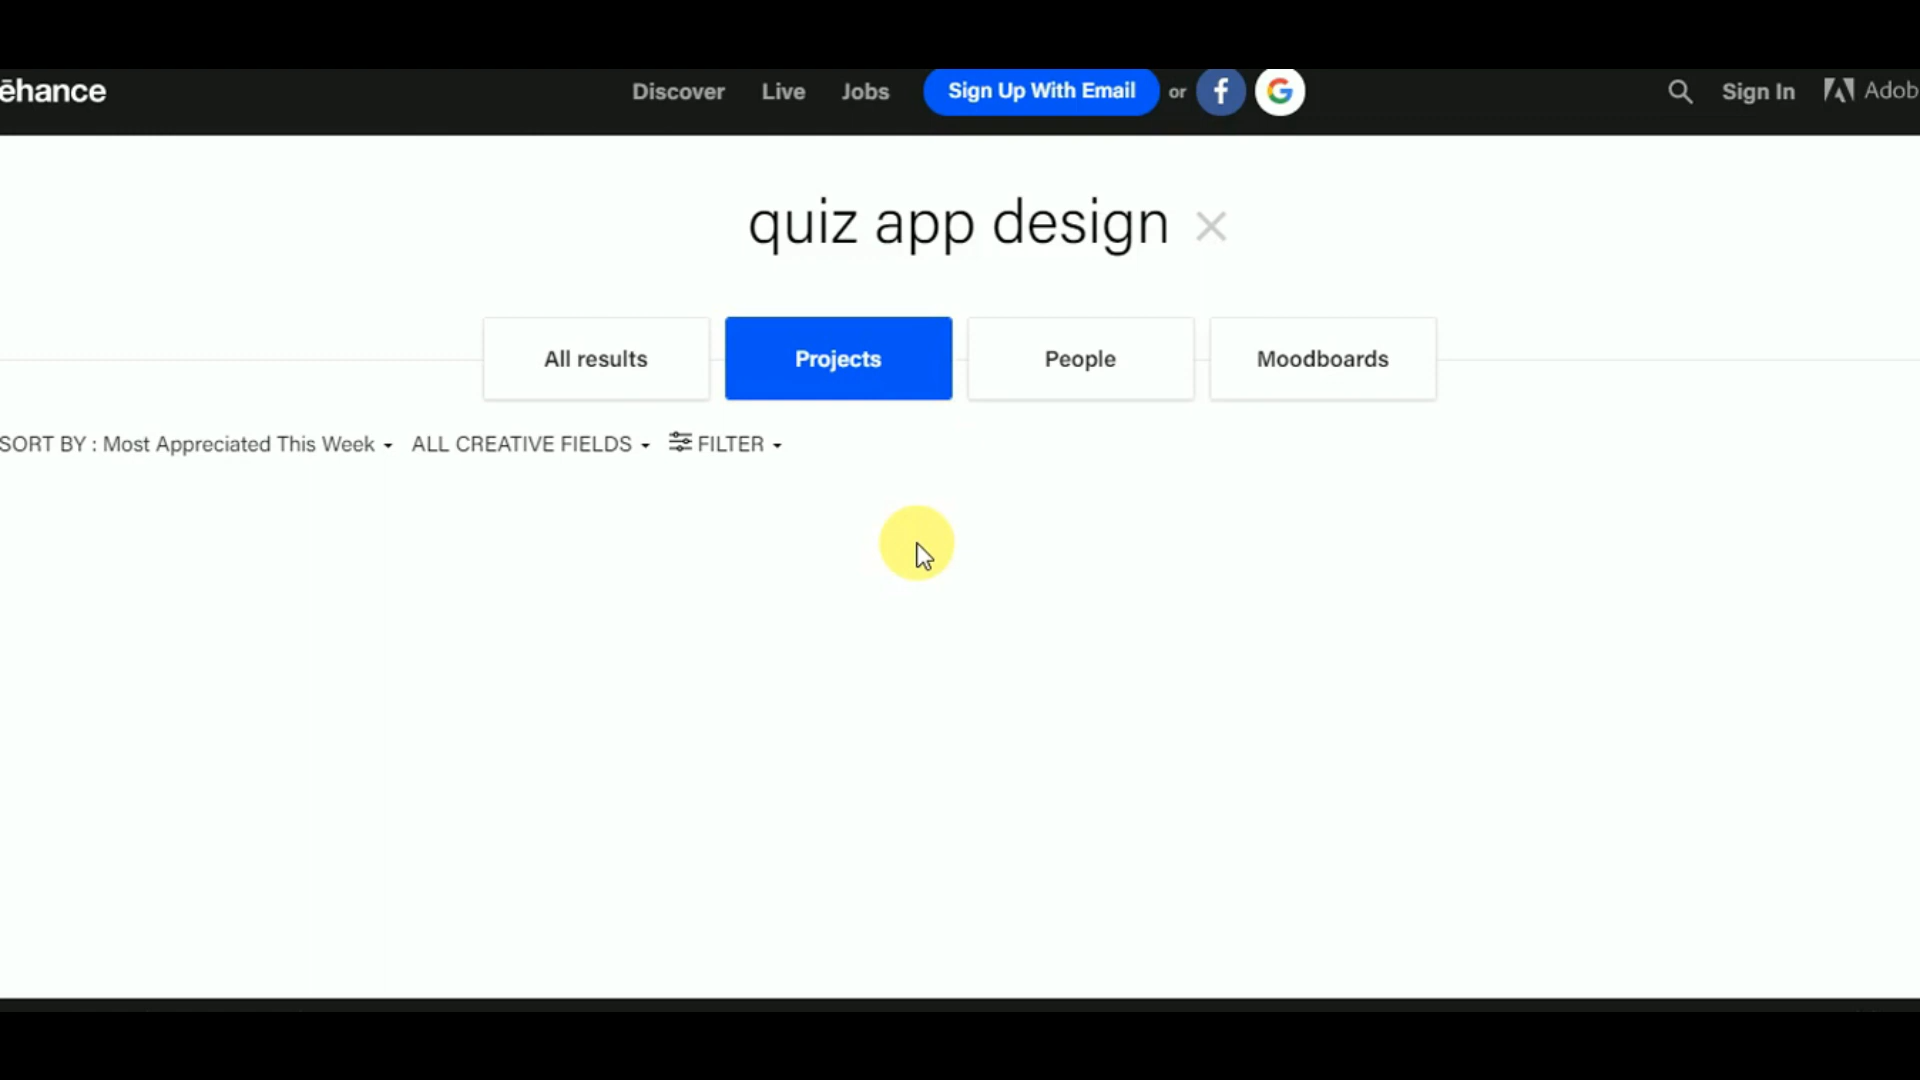 ēhance Discover Live Jobs Sign Up With Email or f G Sign In Adob
quiz app design
All results Projects People Moodboards
SORT BY : Most Appreciated This Week ALL CREATIVE FIELDS FILTER